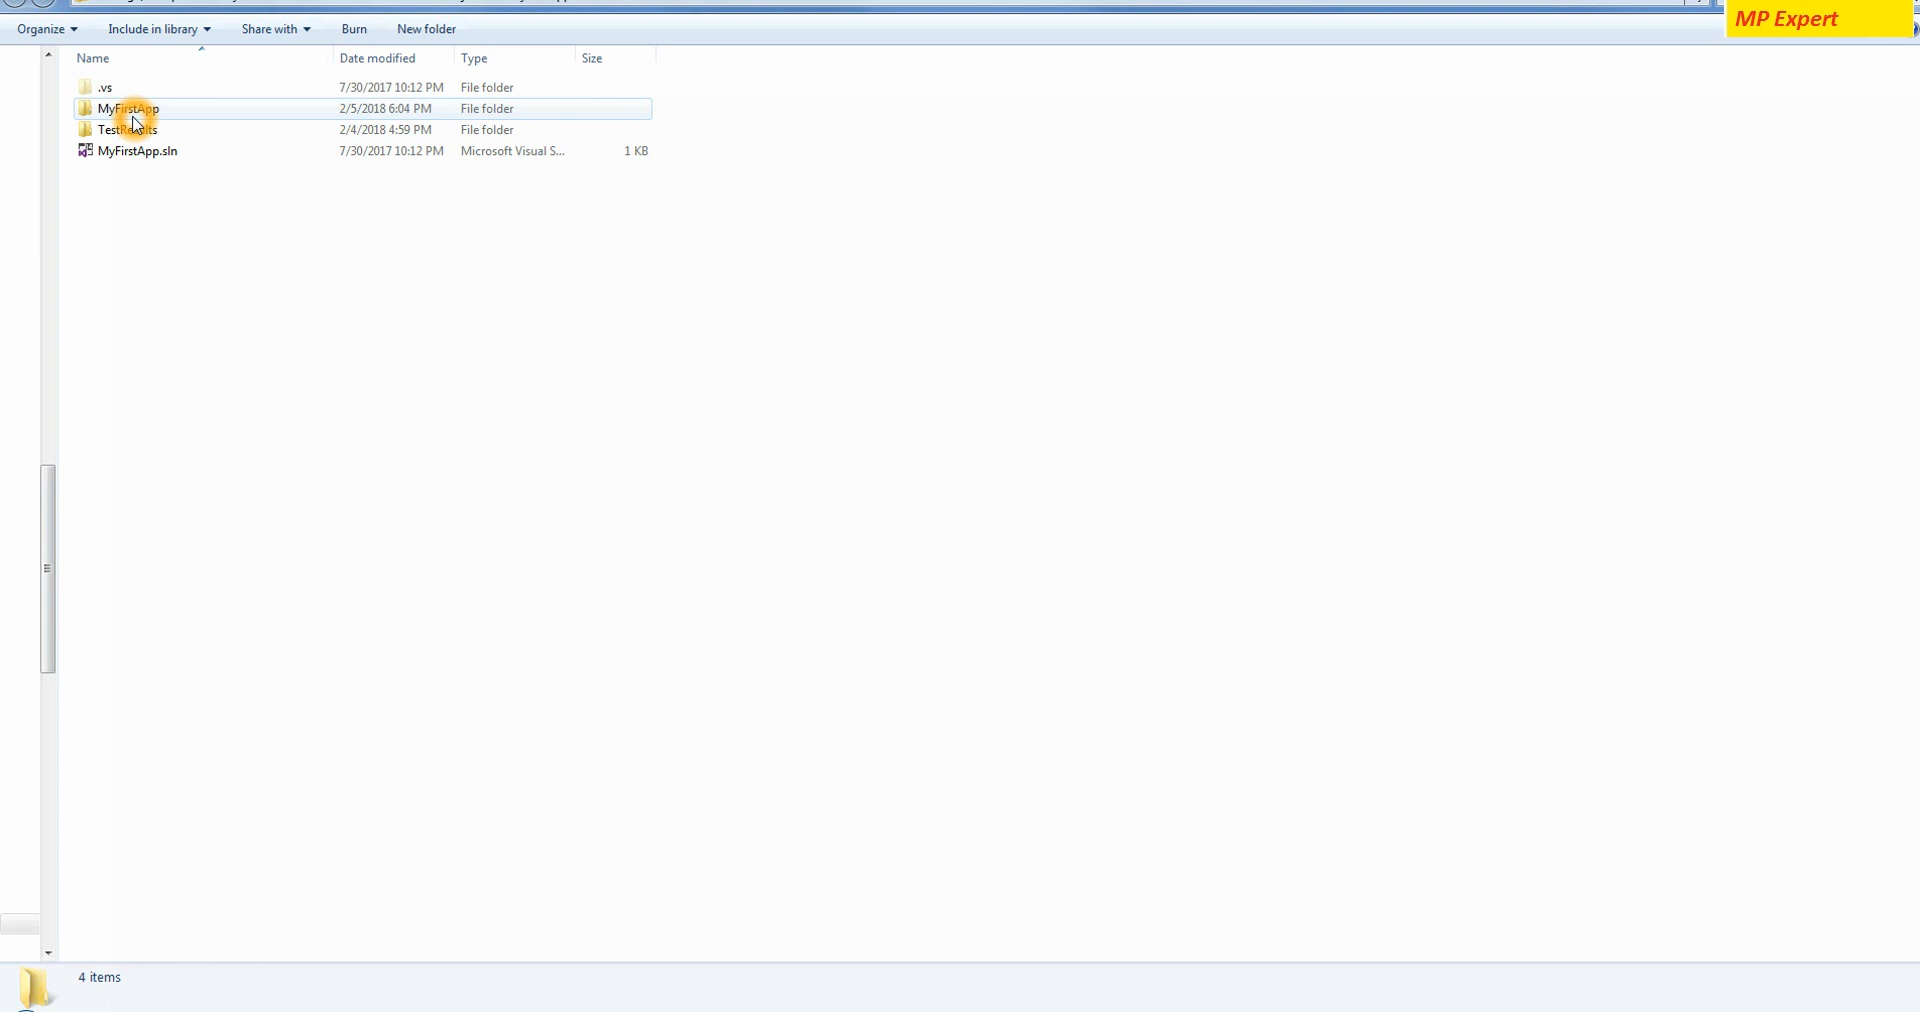 MP Expert
Organize Include in library Share with Burn New folder
Name Date modified Type Size
.vs 7/30/2017 10:12 PM File folder
MyFirstApp 2/5/2018 6:04 PM File folder
TestResults 2/4/2018 4:59 PM File folder
MyFirstApp.sln 7/30/2017 10:12 PM Microsoft Visual S... 1 KB
4 items